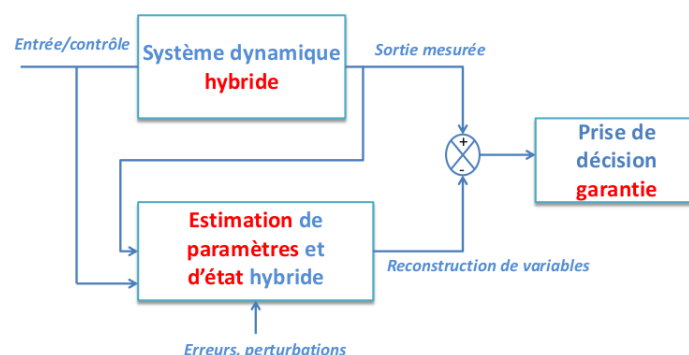 Entrée/contrôle
Système dynamique
hybride
Sortie mesurée
+
-
Prise de
décision
garantie
Estimation de
paramètres et
d'état hybride
Reconstruction de variables
Erreurs, perturbations